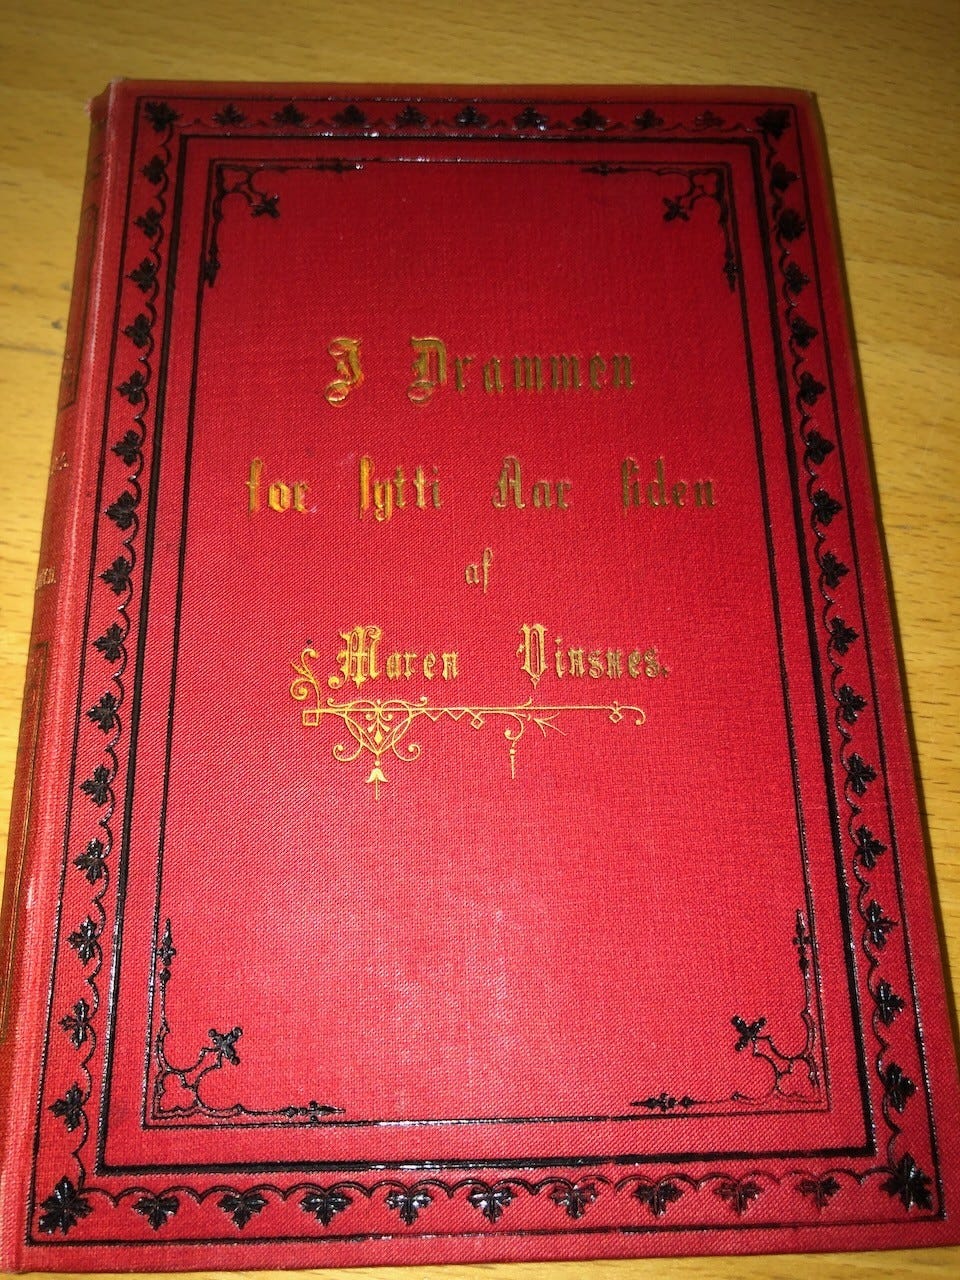 I Drammen
for sytti Aar siden
af
Maren Vinsnes.